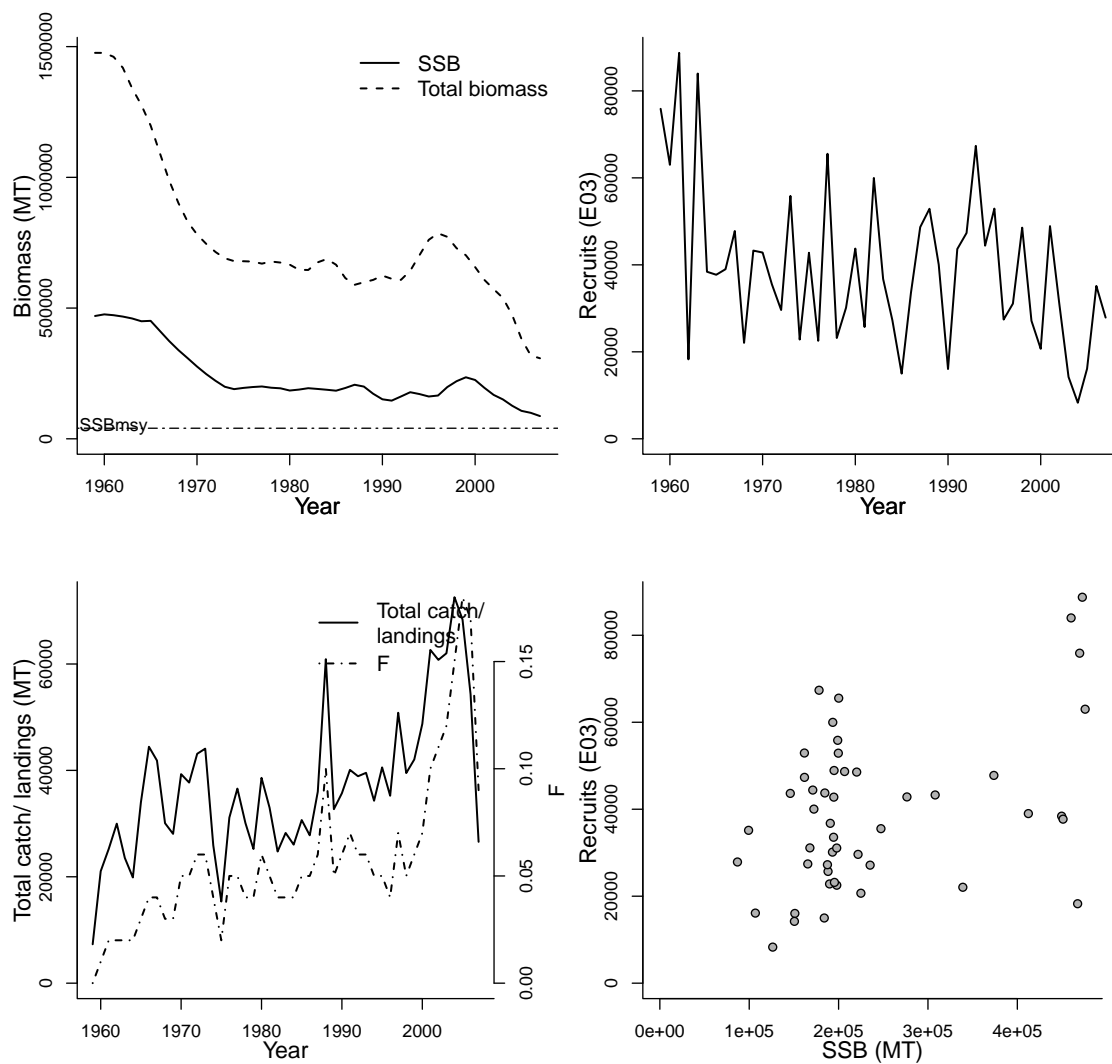 SSB
Total biomass
1500000
1000000
500000
0
Biomass (MT)
SSBmsy
1960 1970 1980 1990 2000
Year
80000
60000
40000
20000
0
Recruits (E03)
1960 1970 1980 1990 2000
Year
Total catch/
landings
F
60000
40000
20000
0
Total catch/ landings (MT)
0.15
0.10
0.05
0.00
F
1960 1970 1980 1990 2000
Year
80000
60000
40000
20000
0
Recruits (E03)
0e+00 1e+05 2e+05 3e+05 4e+05
SSB (MT)